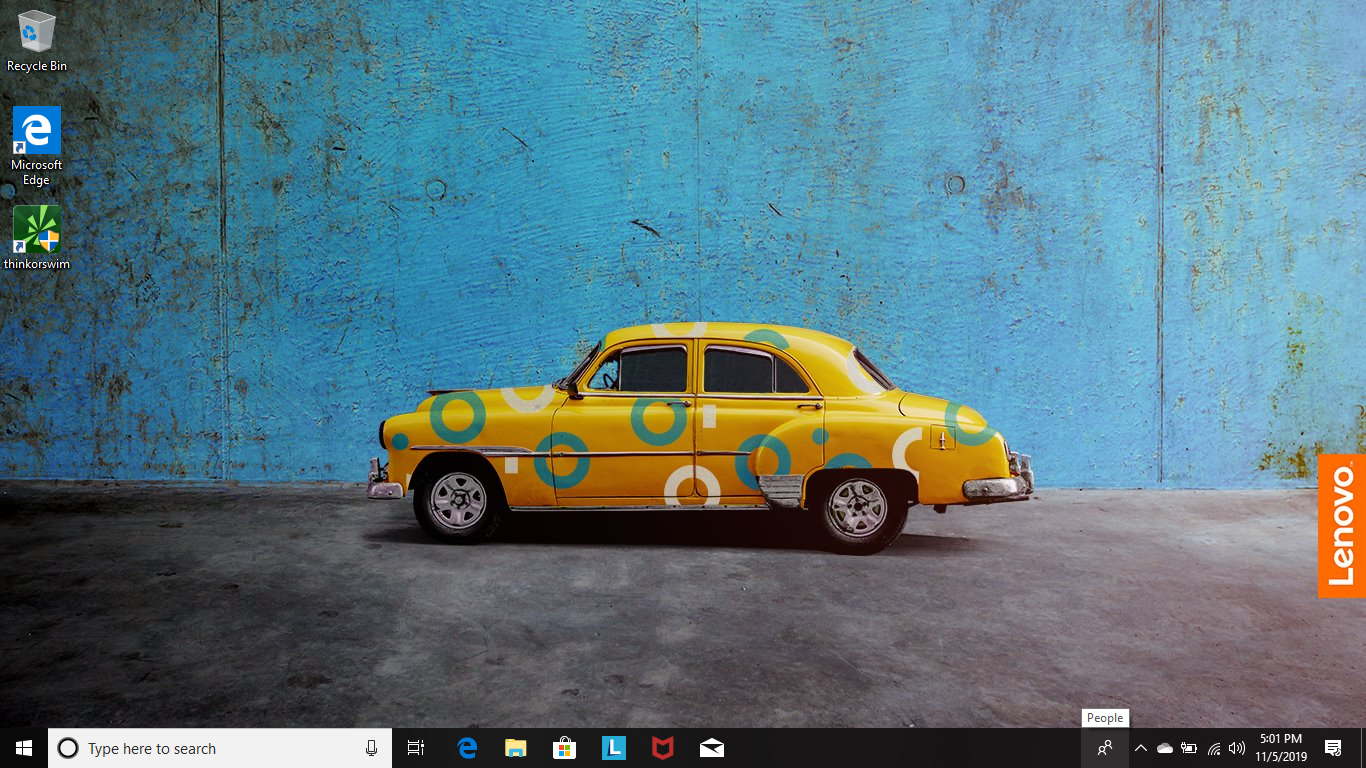 Recycle Bin
Microsoft
Edge
thinkorswim
Lenovo
People
Type here to search
5:01 PM
11/5/2019